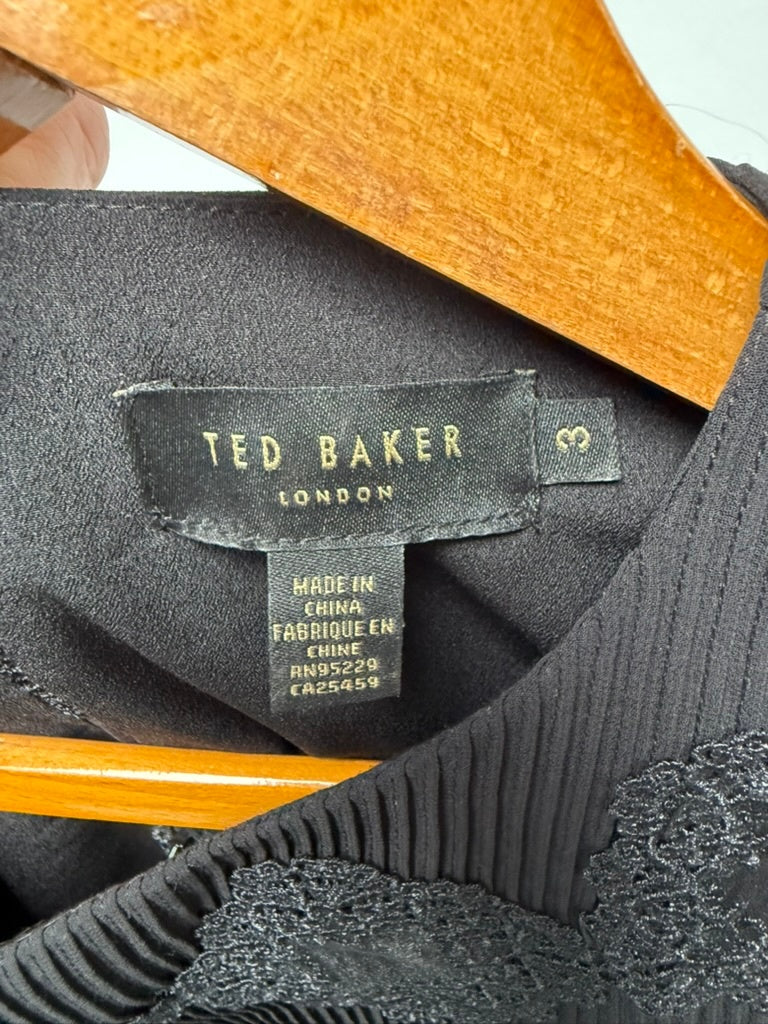 TED BAKER
LONDON
3
MADE IN
CHINA
FABRIQUE EN
CHINE
RN95229
CA25459